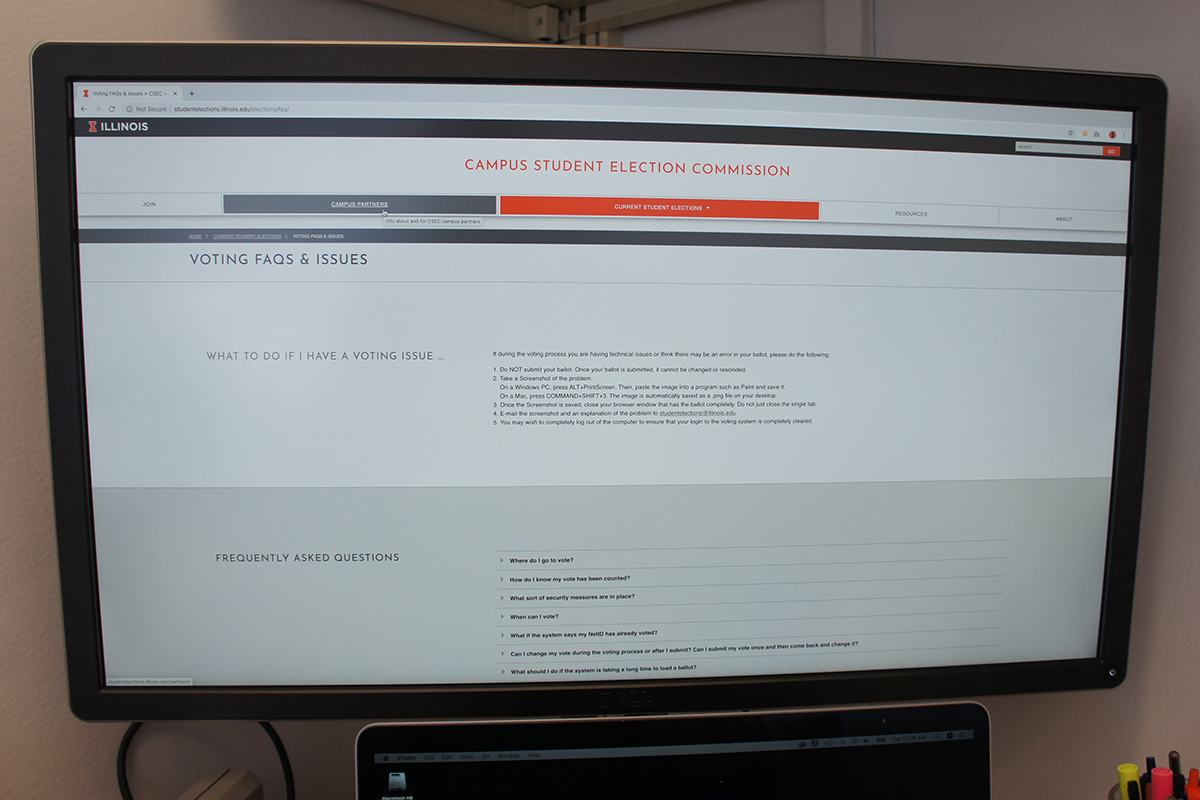 Voting FAQs & Issues » CSEC –
Not Secure | studentelections.illinois.edu/elections/faq/
ILLINOIS
search
GO
CAMPUS STUDENT ELECTION COMMISSION
JOIN
CAMPUS PARTNERS
CURRENT STUDENT ELECTIONS
RESOURCES
ABOUT
Info about and for CSEC campus partners
HOME
CURRENT STUDENT ELECTIONS
VOTING FAQS & ISSUES
VOTING FAQS & ISSUES
WHAT TO DO IF I HAVE A VOTING ISSUE ...
If during the voting process you are having technical issues or think there may be an error in your ballot, please do the following:
1. Do NOT submit your ballot. Once your ballot is submitted, it cannot be changed or rescinded.
2. Take a Screenshot of the problem.
On a Windows PC, press ALT+PrintScreen. Then, paste the image into a program such as Paint and save it.
On a Mac, press COMMAND+SHIFT+3. The image is automatically saved as a .png file on your desktop.
3. Once the Screenshot is saved, close your browser window that has the ballot completely. Do not just close the single tab.
4. E-mail the screenshot and an explanation of the problem to studentelections@illinois.edu.
5. You may wish to completely log out of the computer to ensure that your login to the voting system is completely cleared.
FREQUENTLY ASKED QUESTIONS
Where do I go to vote?
How do I know my vote has been counted?
What sort of security measures are in place?
When can I vote?
What if the system says my NetID has already voted?
Can I change my vote during the voting process or after I submit? Can I submit my vote once and then come back and change it?
What should I do if the system is taking a long time to load a ballot?
studentelections.illinois.edu/partners/
DELL
Finder File Edit View Go Window Help
Macintosh HD